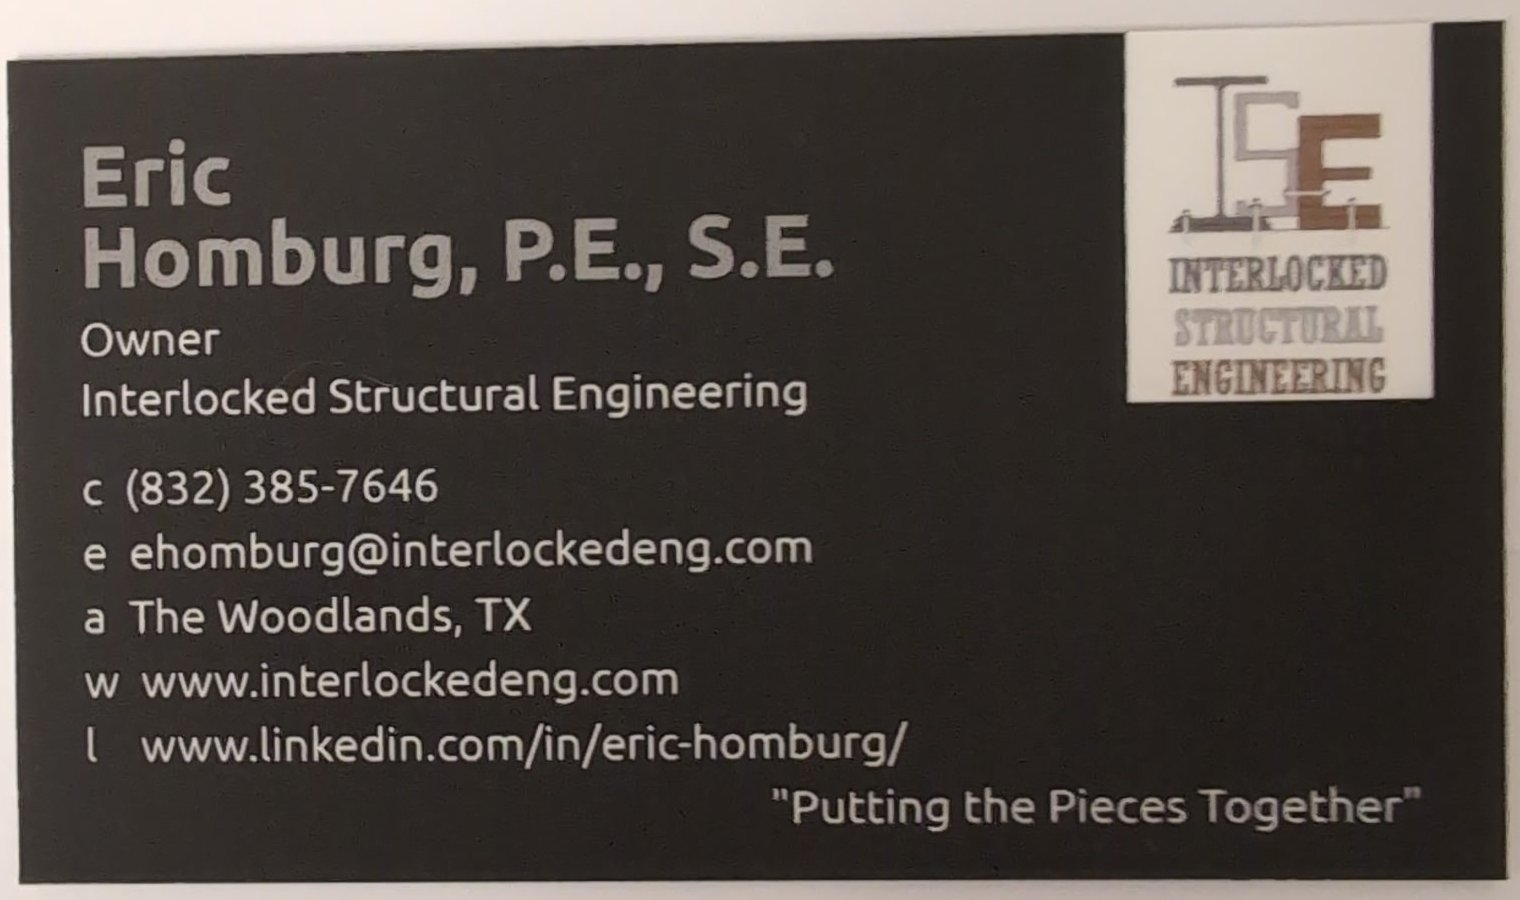 Eric
Homburg, P.E., S.E.
Owner
Interlocked Structural Engineering
c (832) 385-7646
e ehomburg@interlockedeng.com
a The Woodlands, TX
w www.interlockedeng.com
l www.linkedin.com/in/eric-homburg/
"Putting the Pieces Together"
ISE
INTERLOCKED
STRUCTURAL
ENGINEERING